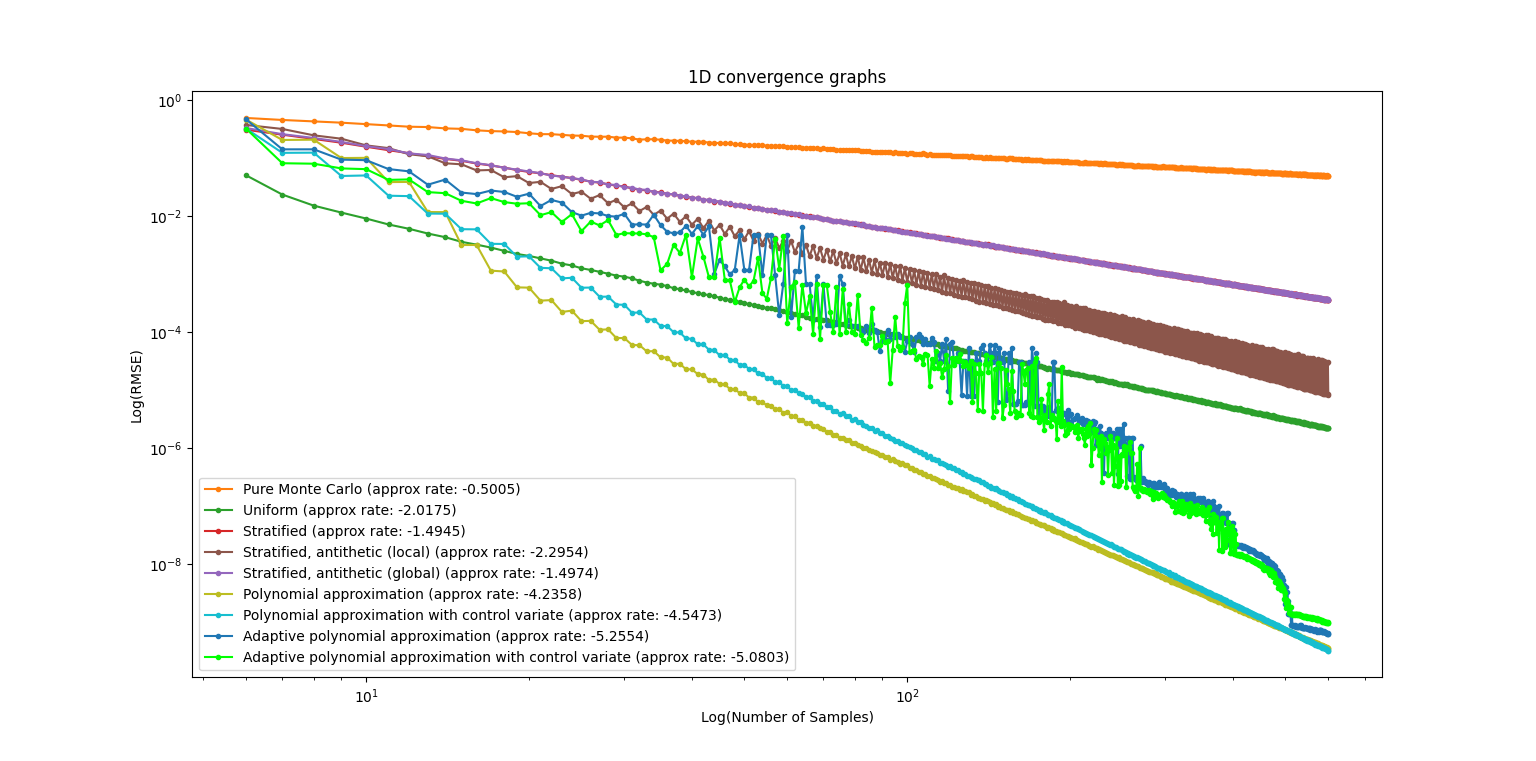 1D convergence graphs
Log(RMSE)
10^0
10^-2
10^-4
10^-6
10^-8
Pure Monte Carlo (approx rate: -0.5005)
Uniform (approx rate: -2.0175)
Stratified (approx rate: -1.4945)
Stratified, antithetic (local) (approx rate: -2.2954)
Stratified, antithetic (global) (approx rate: -1.4974)
Polynomial approximation (approx rate: -4.2358)
Polynomial approximation with control variate (approx rate: -4.5473)
Adaptive polynomial approximation (approx rate: -5.2554)
Adaptive polynomial approximation with control variate (approx rate: -5.0803)
10^1
10^2
Log(Number of Samples)